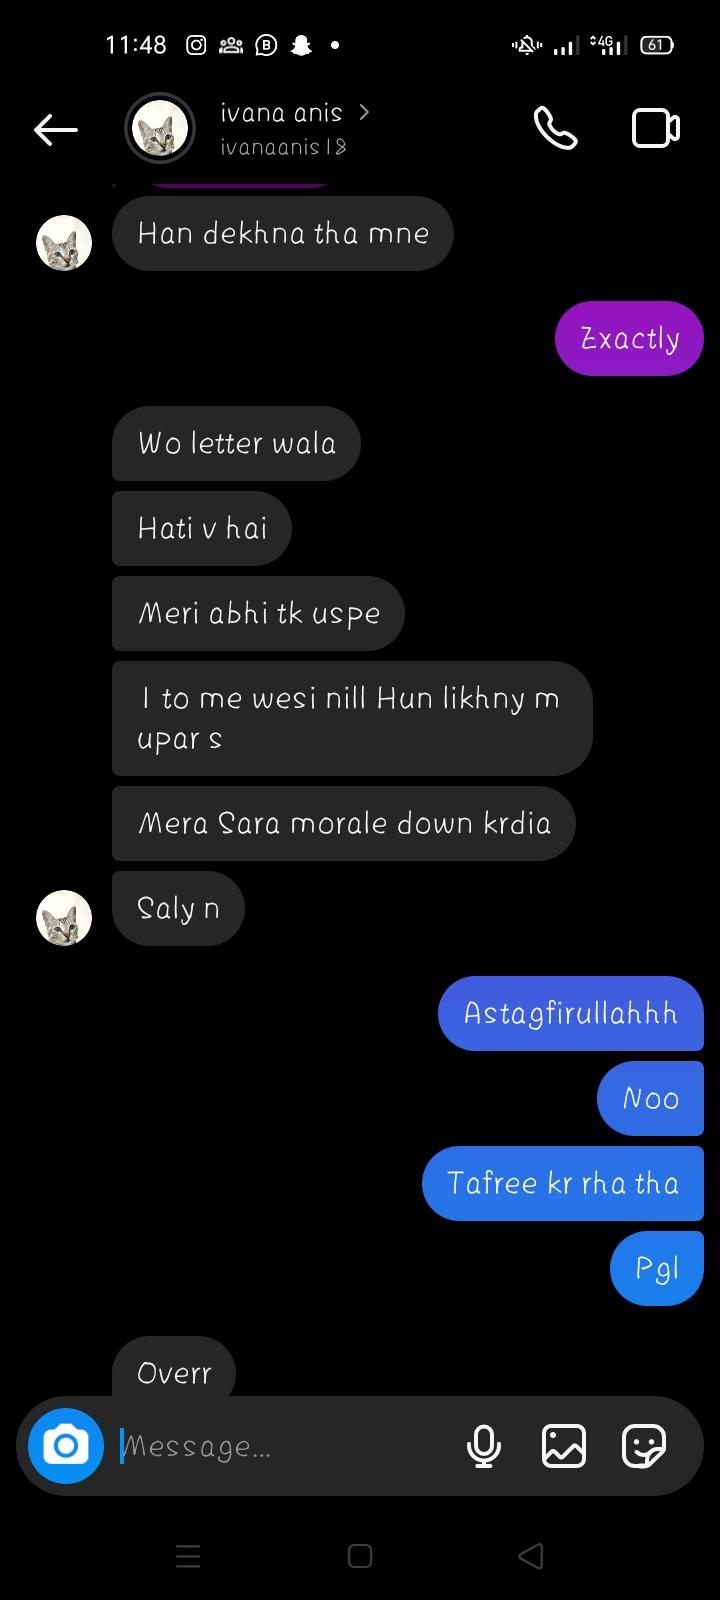 11:48
4G
61
ivana anis
ivanaanis18
Han dekhna tha mne
Exactly
Wo letter wala
Hati v hai
Meri abhi tk uspe
1 to me wesi nill Hun likhny m
upar s
Mera Sara morale down krdia
Saly n
Astagfirullahhh
Noo
Tafree kr rha tha
Pgl
Overr
Message...